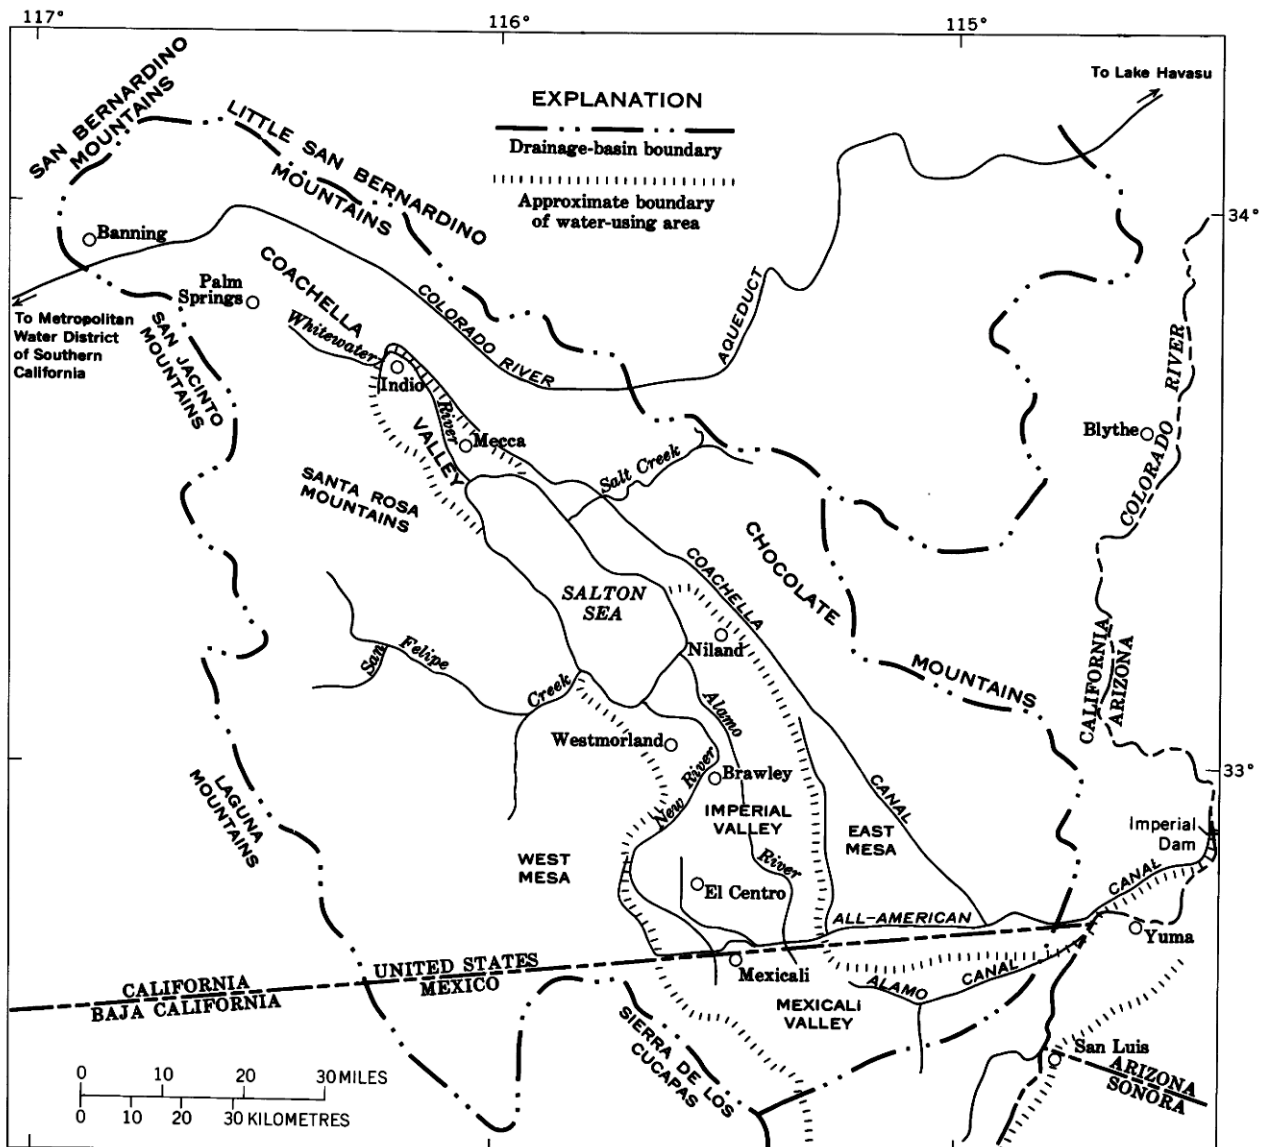 117°
116°
115°
To Lake Havasu
SAN BERNARDINO
MOUNTAINS
LITTLE SAN BERNARDINO
MOUNTAINS
EXPLANATION
Drainage-basin boundary
Approximate boundary
of water-using area
34°
Banning
Palm
Springs
COACHELLA
VALLEY
COLORADO RIVER
AQUEDUCT
To Metropolitan
Water District
of Southern
California
SAN JACINTO
MOUNTAINS
Whitewater
River
Indio
Mecca
Salt Creek
Blythe
COLORADO
RIVER
SANTA ROSA
MOUNTAINS
CHOCOLATE
MOUNTAINS
COACHELLA
CANAL
SALTON
SEA
Niland
San
Felipe
Creek
Alamo
River
CALIFORNIA
ARIZONA
Westmorland
New River
Brawley
33°
LAGUNA
MOUNTAINS
IMPERIAL
VALLEY
EAST
MESA
WEST
MESA
Imperial
Dam
El Centro
ALL-AMERICAN
CANAL
Yuma
UNITED STATES
MEXICO
CALIFORNIA
BAJA CALIFORNIA
Mexicali
ALAMO
CANAL
MEXICALI
VALLEY
SIERRA DE LOS
CUCAPAS
San Luis
ARIZONA
SONORA
0 10 20 30 MILES
0 10 20 30 KILOMETRES